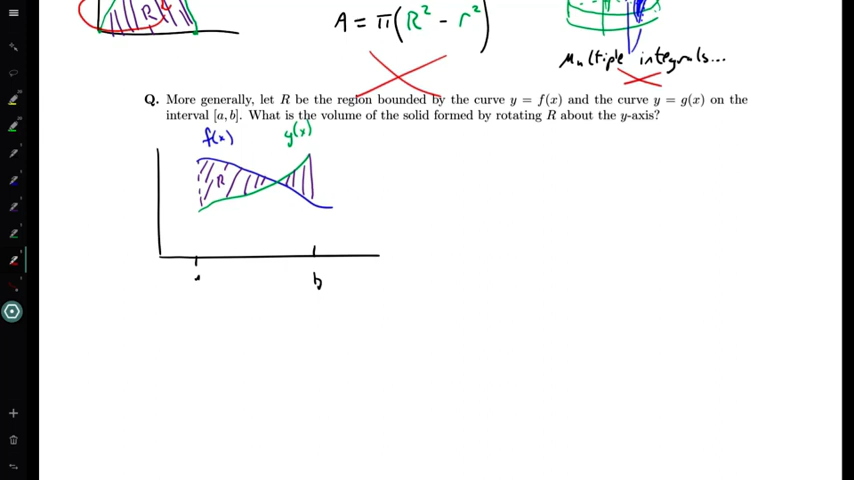 R
A = π(R² - r²)
Multiple integrals...
Q. More generally, let R be the region bounded by the curve y = f(x) and the curve y = g(x) on the
interval [a, b]. What is the volume of the solid formed by rotating R about the y-axis?
f(x) g(x)
R
b